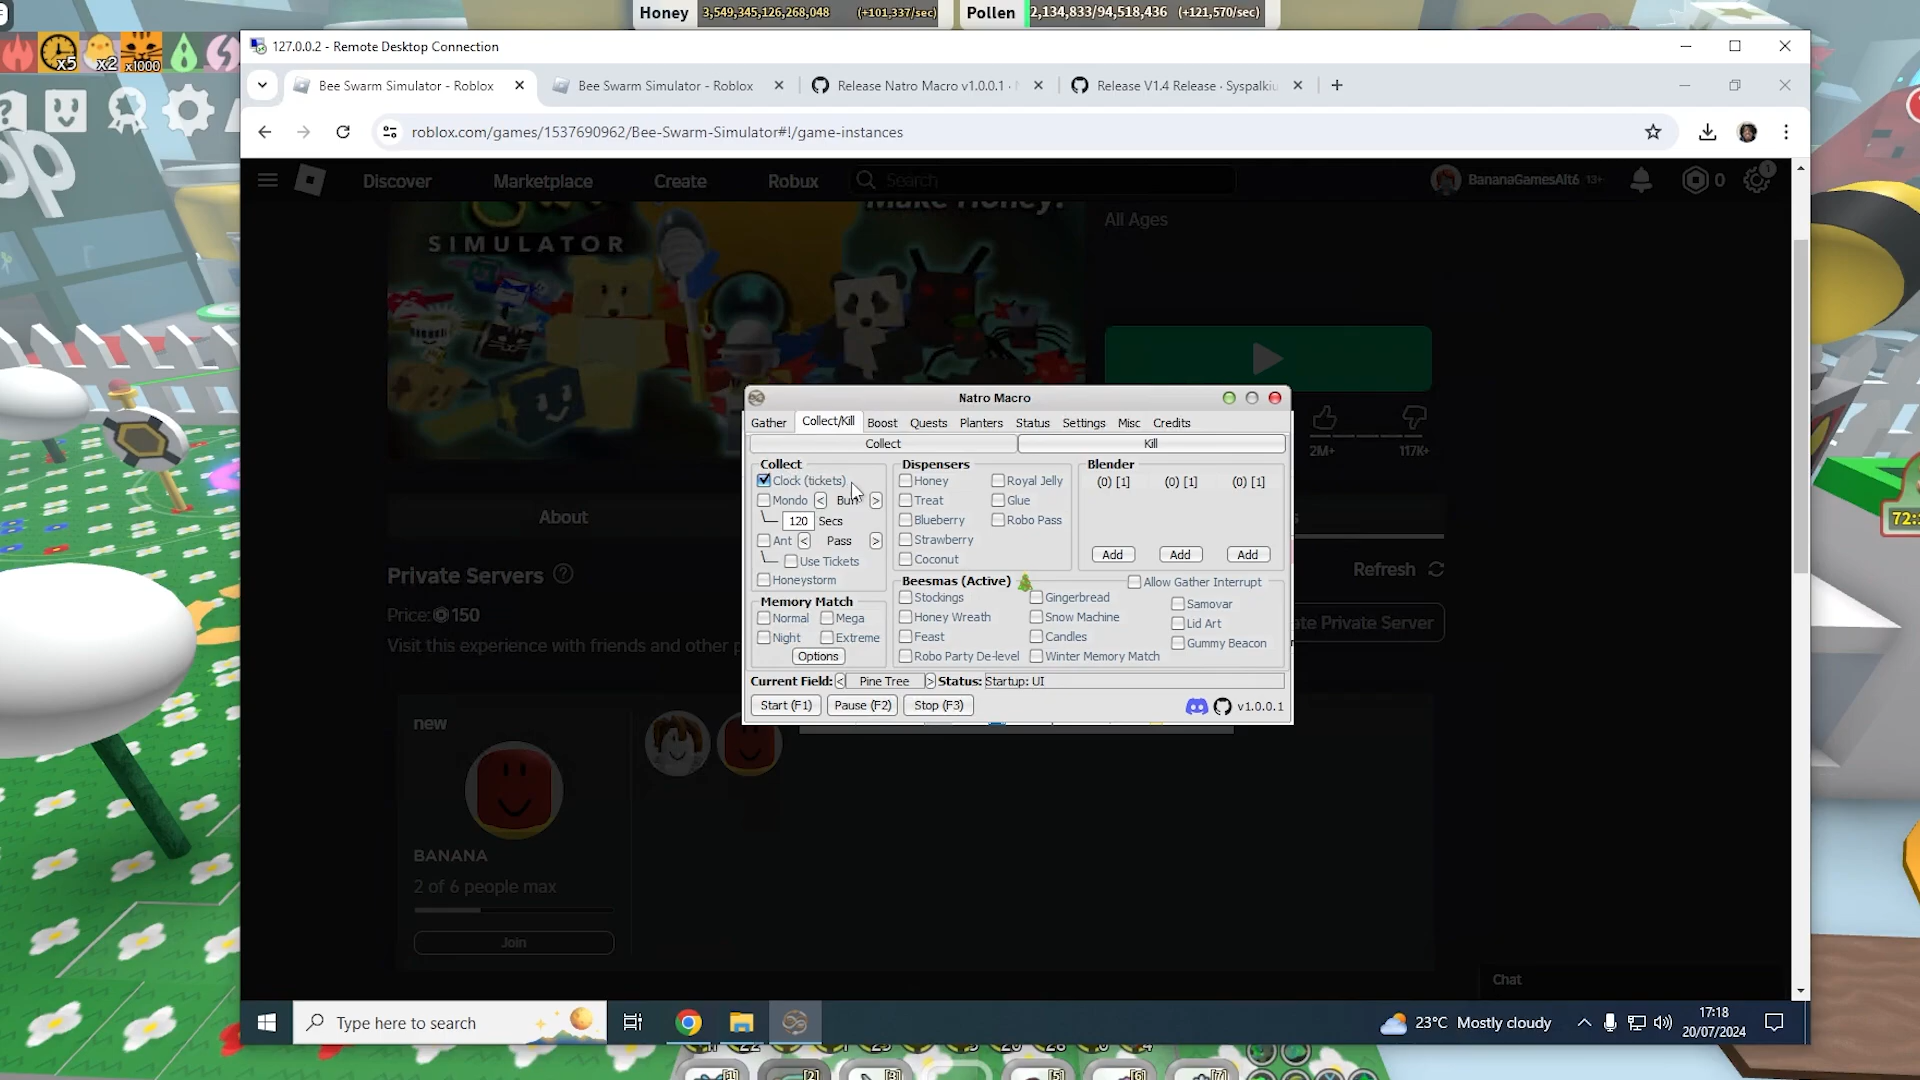 Honey 3,549,345,126,268,048 (+101,337/sec) Pollen 2,134,833/94,518,436 (+121,570/sec)
127.0.0.2 - Remote Desktop Connection
x5 x2 x1000
Bee Swarm Simulator - Roblox Bee Swarm Simulator - Roblox Release Natro Macro v1.0.0.1 · Release V1.4 Release · Syspalkiu
roblox.com/games/1537690962/Bee-Swarm-Simulator#!/game-instances
Discover Marketplace Create Robux Search BananaGamesAlt6 13+ 0 1
Make Honey!
All Ages
SIMULATOR
Natro Macro
Gather Collect/Kill Boost Quests Planters Status Settings Misc Credits
Collect Kill
2M+ 117K+
Collect Dispensers Blender
Clock (tickets) Honey Royal Jelly (0) [1] (0) [1] (0) [1]
Mondo < > Treat Glue
120 Secs Blueberry Robo Pass
Ant < Pass > Strawberry
Use Tickets Coconut Add Add Add
Honeystorm Beesmas (Active) Allow Gather Interrupt
Memory Match Stockings Gingerbread Samovar
Normal Mega Honey Wreath Snow Machine Lid Art
Night Extreme Feast Candles Gummy Beacon
Options Robo Party De-level Winter Memory Match
Current Field: < Pine Tree > Status: Startup: UI
Start (F1) Pause (F2) Stop (F3) v1.0.0.1
About
Private Servers Refresh
Price: 150
Visit this experience with friends and other p
ate Private Server
72:
new
BANANA
2 of 6 people max
Join
Chat
Type here to search 23°C Mostly cloudy 17:18
20/07/2024
[1] [2] [3] [5] [6] [7]